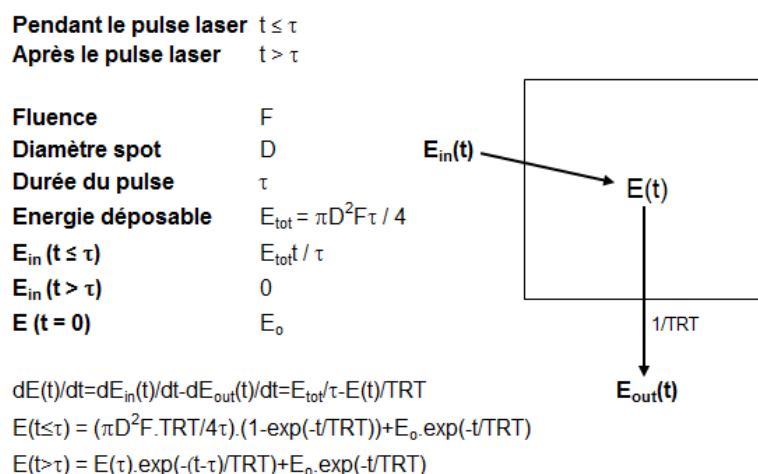 Pendant le pulse laser t ≤ τ
Après le pulse laser t > τ
Fluence F
Diamètre spot D
Durée du pulse τ
Energie déposable E_tot = πD²Fτ / 4
E_in (t ≤ τ) E_tot t / τ
E_in (t > τ) 0
E (t = 0) E_o
E_in(t)
E(t)
1/TRT
E_out(t)
dE(t)/dt=dE_in(t)/dt-dE_out(t)/dt=E_tot/τ-E(t)/TRT
E(t≤τ) = (πD²F.TRT/4τ).(1-exp(-t/TRT))+E_o.exp(-t/TRT)
E(t>τ) = E(τ).exp(-(t-τ)/TRT)+E_o.exp(-t/TRT)